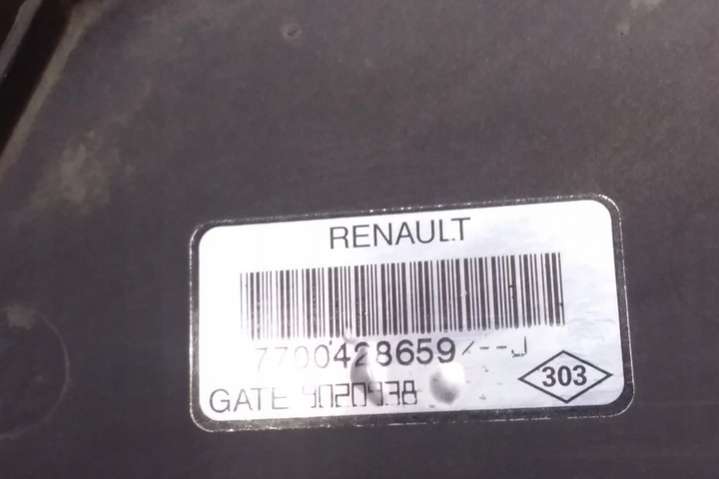 RENAULT
7700428659/--J
303
GATE